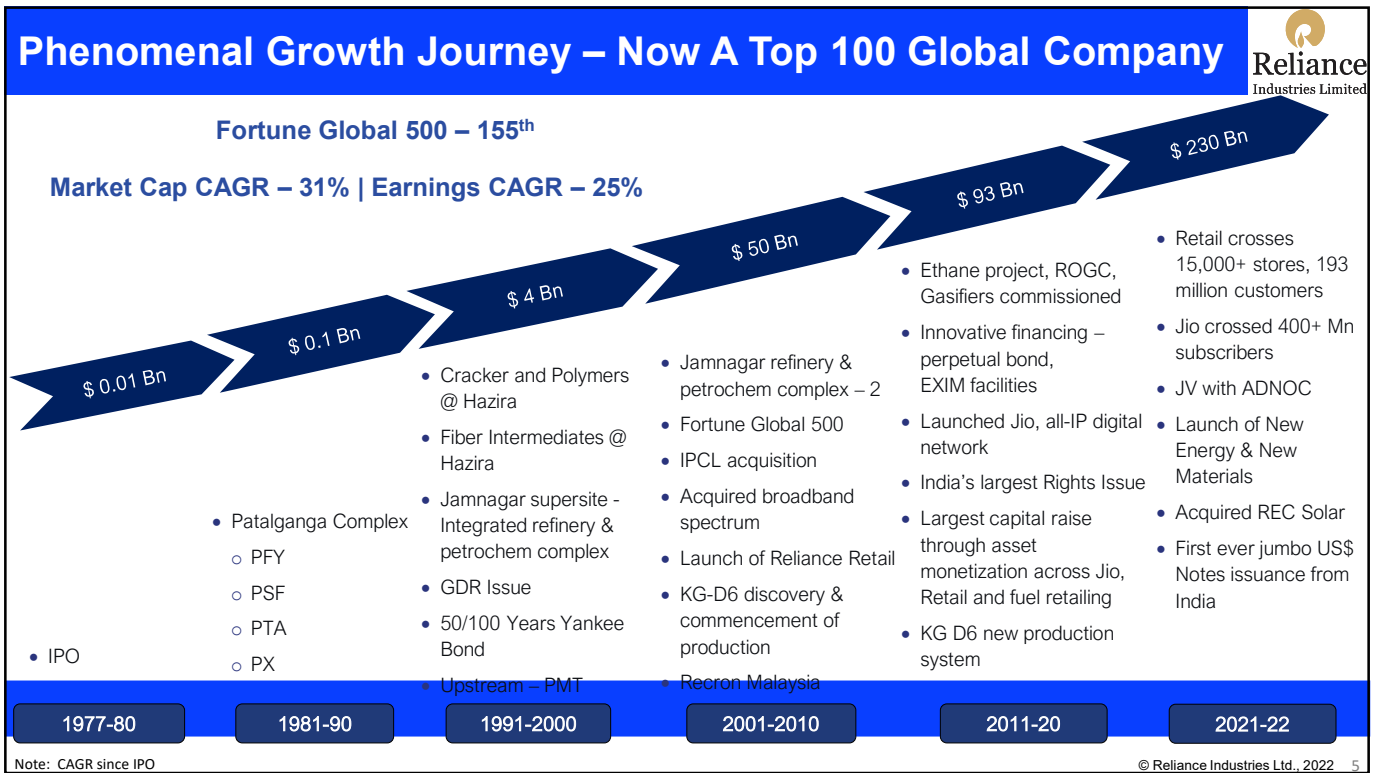 Phenomenal Growth Journey – Now A Top 100 Global Company
Reliance
Industries Limited
Fortune Global 500 – 155th
Market Cap CAGR – 31% | Earnings CAGR – 25%
$ 0.01 Bn
$ 0.1 Bn
$ 4 Bn
$ 50 Bn
$ 93 Bn
$ 230 Bn
• IPO
• Patalganga Complex
o PFY
o PSF
o PTA
o PX
• Cracker and Polymers
@ Hazira
• Fiber Intermediates @
Hazira
• Jamnagar supersite -
Integrated refinery &
petrochem complex
• GDR Issue
• 50/100 Years Yankee
Bond
• Upstream – PMT
• Jamnagar refinery &
petrochem complex – 2
• Fortune Global 500
• IPCL acquisition
• Acquired broadband
spectrum
• Launch of Reliance Retail
• KG-D6 discovery &
commencement of
production
• Recron Malaysia
• Ethane project, ROGC,
Gasifiers commissioned
• Innovative financing –
perpetual bond,
EXIM facilities
• Launched Jio, all-IP digital
network
• India's largest Rights Issue
• Largest capital raise
through asset
monetization across Jio,
Retail and fuel retailing
• KG D6 new production
system
• Retail crosses
15,000+ stores, 193
million customers
• Jio crossed 400+ Mn
subscribers
• JV with ADNOC
• Launch of New
Energy & New
Materials
• Acquired REC Solar
• First ever jumbo US$
Notes issuance from
India
1977-80
1981-90
1991-2000
2001-2010
2011-20
2021-22
Note: CAGR since IPO
© Reliance Industries Ltd., 2022 5